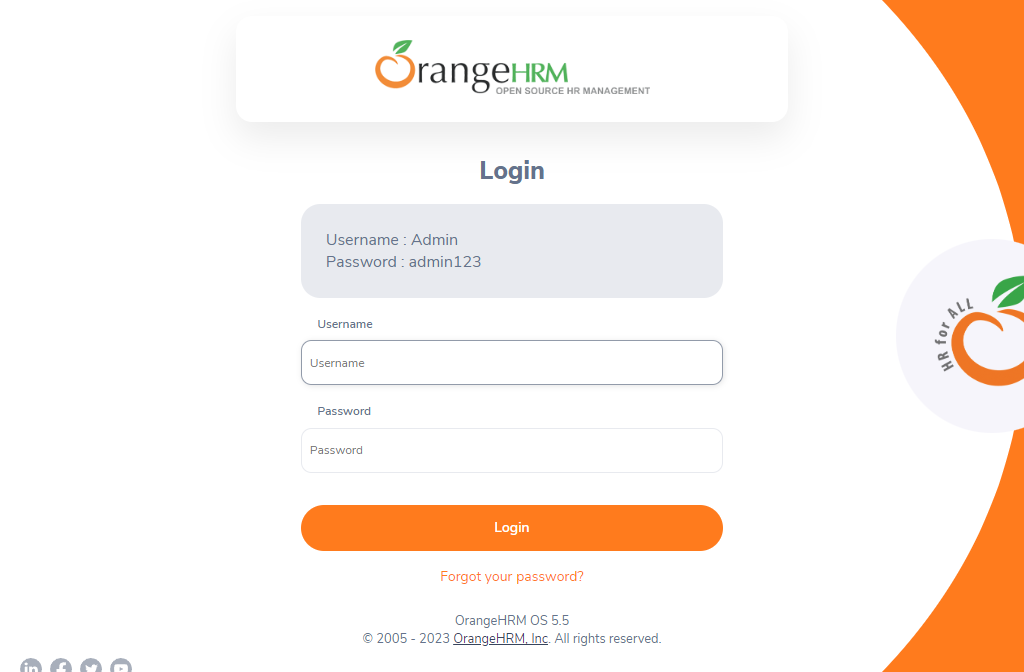 OrangeHRM
OPEN SOURCE HR MANAGEMENT
Login
Username : Admin
Password : admin123
Username
Username
Password
Password
Login
Forgot your password?
OrangeHRM OS 5.5
© 2005 - 2023 OrangeHRM, Inc. All rights reserved.
HR for ALL